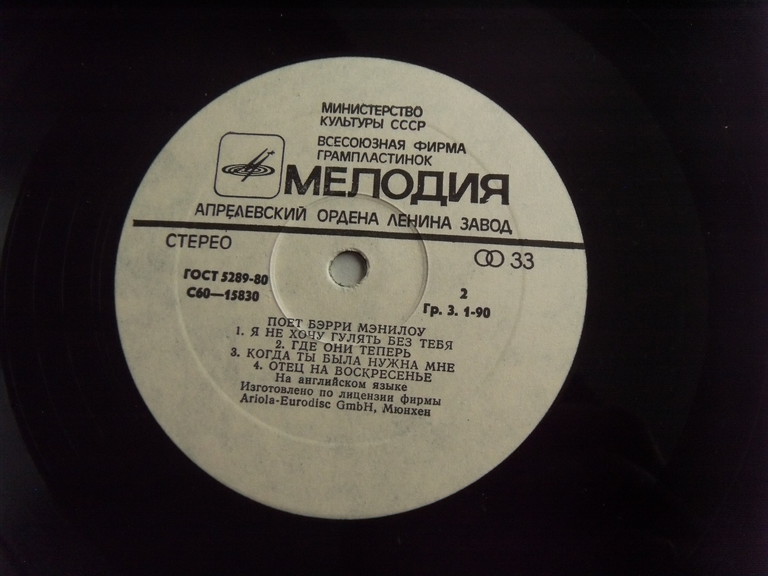 МИНИСТЕРСТВО
КУЛЬТУРЫ СССР
ВСЕСОЮЗНАЯ ФИРМА
ГРАМПЛАСТИНОК
МЕЛОДИЯ
АПРЕЛЕВСКИЙ ОРДЕНА ЛЕНИНА ЗАВОД
СТЕРЕО
33
ГОСТ 5289-80
С60—15830
2
Гр. 3. 1-90
ПОЕТ БЭРРИ МЭНИЛОУ
1. Я НЕ ХОЧУ ГУЛЯТЬ БЕЗ ТЕБЯ
2. ГДЕ ОНИ ТЕПЕРЬ
3. КОГДА ТЫ БЫЛА НУЖНА МНЕ
4. ОТЕЦ НА ВОСКРЕСЕНЬЕ
На английском языке
Изготовлено по лицензии фирмы
Ariola-Eurodisc GmbH, Мюнхен